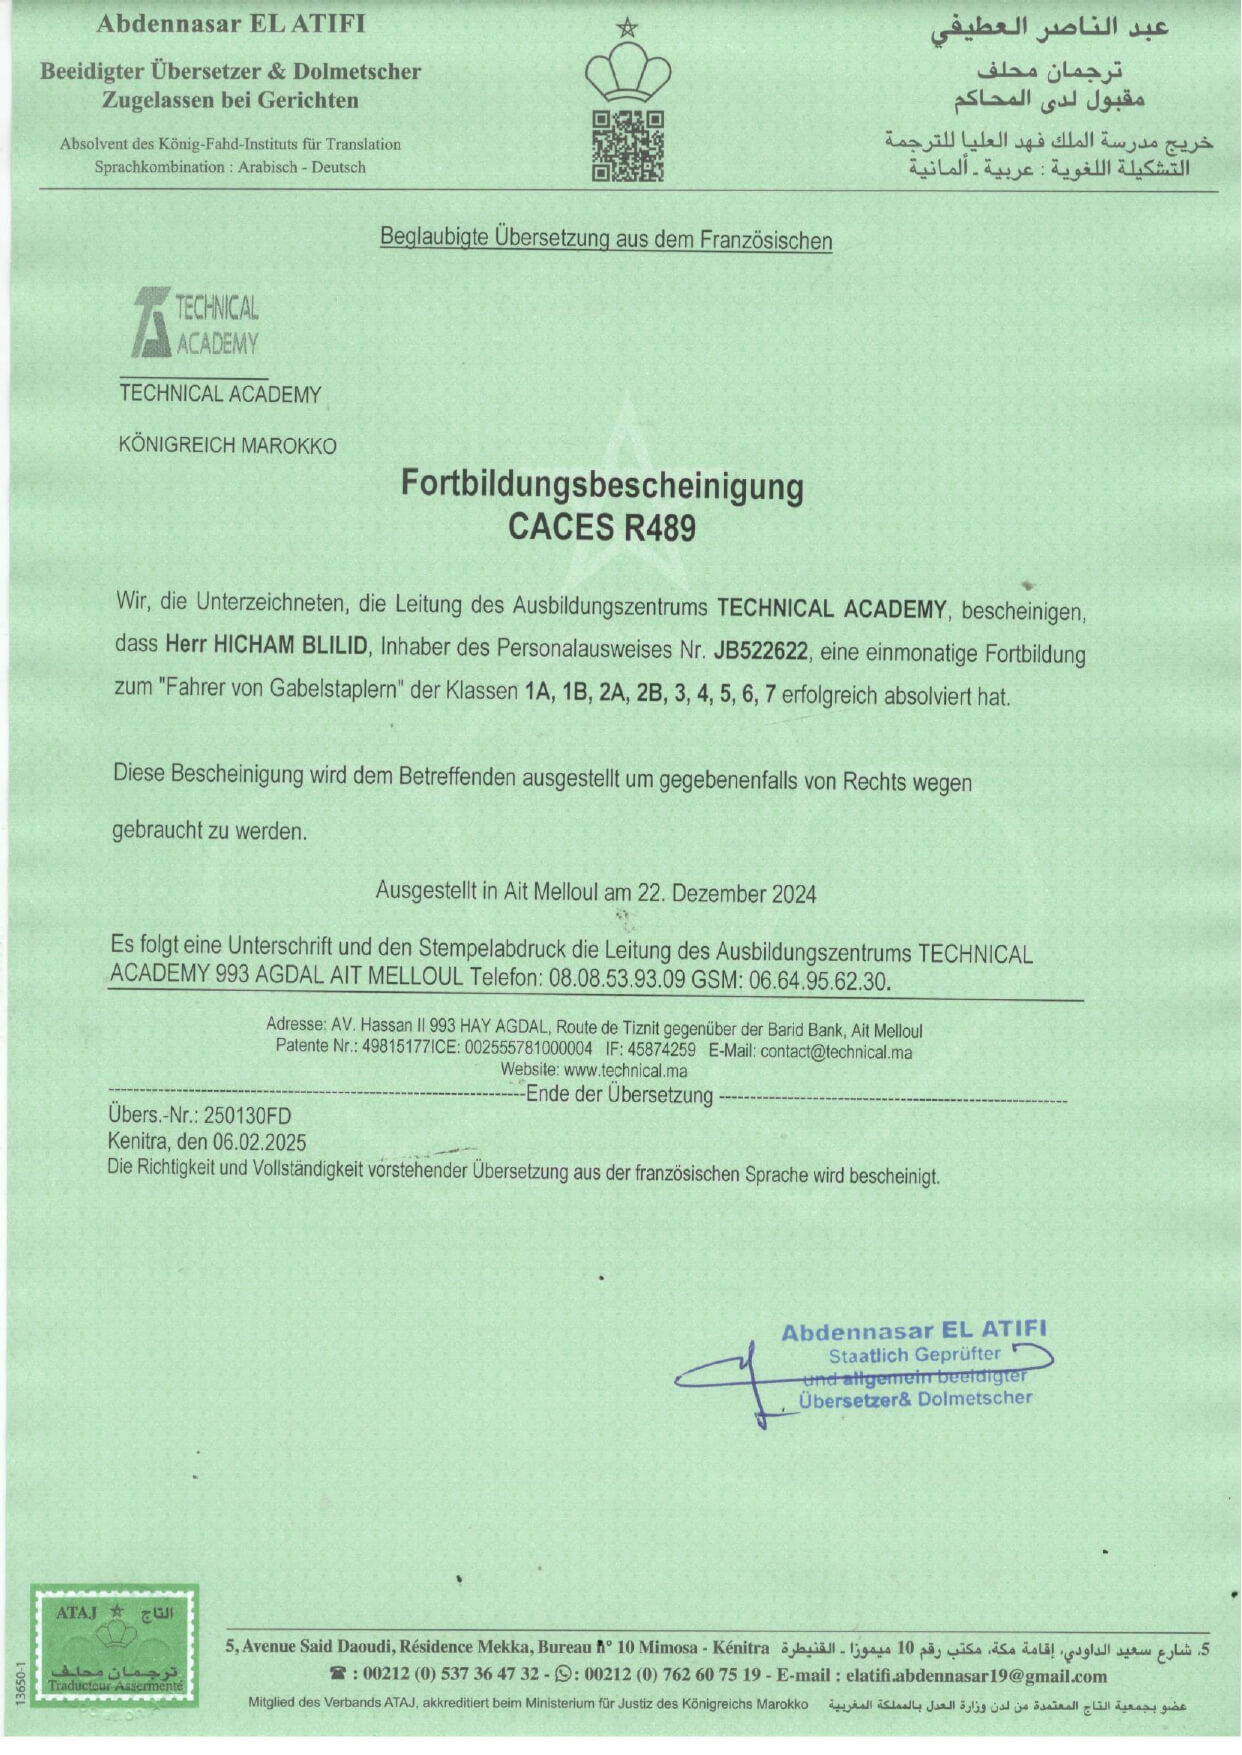 Abdennasar EL ATIFI
Beeidigter Übersetzer & Dolmetscher
Zugelassen bei Gerichten
Absolvent des König-Fahd-Instituts für Translation
Sprachkombination : Arabisch - Deutsch
عبد الناصر العطيفي
ترجمان محلف
مقبول لدى المحاكم
خريج مدرسة الملك فهد العليا للترجمة
التشكيلة اللغوية : عربية - ألمانية
Beglaubigte Übersetzung aus dem Französischen
TECHNICAL
ACADEMY
TECHNICAL ACADEMY
KÖNIGREICH MAROKKO
Fortbildungsbescheinigung
CACES R489
Wir, die Unterzeichneten, die Leitung des Ausbildungszentrums TECHNICAL ACADEMY, bescheinigen,
dass Herr HICHAM BLILID, Inhaber des Personalausweises Nr. JB522622, eine einmonatige Fortbildung
zum "Fahrer von Gabelstaplern" der Klassen 1A, 1B, 2A, 2B, 3, 4, 5, 6, 7 erfolgreich absolviert hat.
Diese Bescheinigung wird dem Betreffenden ausgestellt um gegebenenfalls von Rechts wegen
gebraucht zu werden.
Ausgestellt in Ait Melloul am 22. Dezember 2024
Es folgt eine Unterschrift und den Stempelabdruck die Leitung des Ausbildungszentrums TECHNICAL
ACADEMY 993 AGDAL AIT MELLOUL Telefon: 08.08.53.93.09 GSM: 06.64.95.62.30.
Adresse: AV. Hassan II 993 HAY AGDAL, Route de Tiznit gegenüber der Barid Bank, Ait Melloul
Patente Nr.: 49815177ICE: 002555781000004 IF: 45874259 E-Mail: contact@technical.ma
Website: www.technical.ma
----------Ende der Übersetzung ----------
Übers.-Nr.: 250130FD
Kenitra, den 06.02.2025
Die Richtigkeit und Vollständigkeit vorstehender Übersetzung aus der französischen Sprache wird bescheinigt.
Abdennasar EL ATIFI
Staatlich Geprüfter
und allgemein beeidigter
Übersetzer& Dolmetscher
13650-1
ATAJ التاج
ترجمان محلف
Traducteur Assermenté
5, Avenue Said Daoudi, Résidence Mekka, Bureau n° 10 Mimosa - Kénitra 5، شارع سعيد الداودي، إقامة مكة، مكتب رقم 10 ميموزا - القنيطرة
☎ : 00212 (0) 537 36 47 32 - : 00212 (0) 762 60 75 19 - E-mail : elatifi.abdennasar19@gmail.com
Mitglied des Verbands ATAJ, akkreditiert beim Ministerium für Justiz des Königreichs Marokko عضو بجمعية التاج المعتمدة من لدن وزارة العدل بالمملكة المغربية